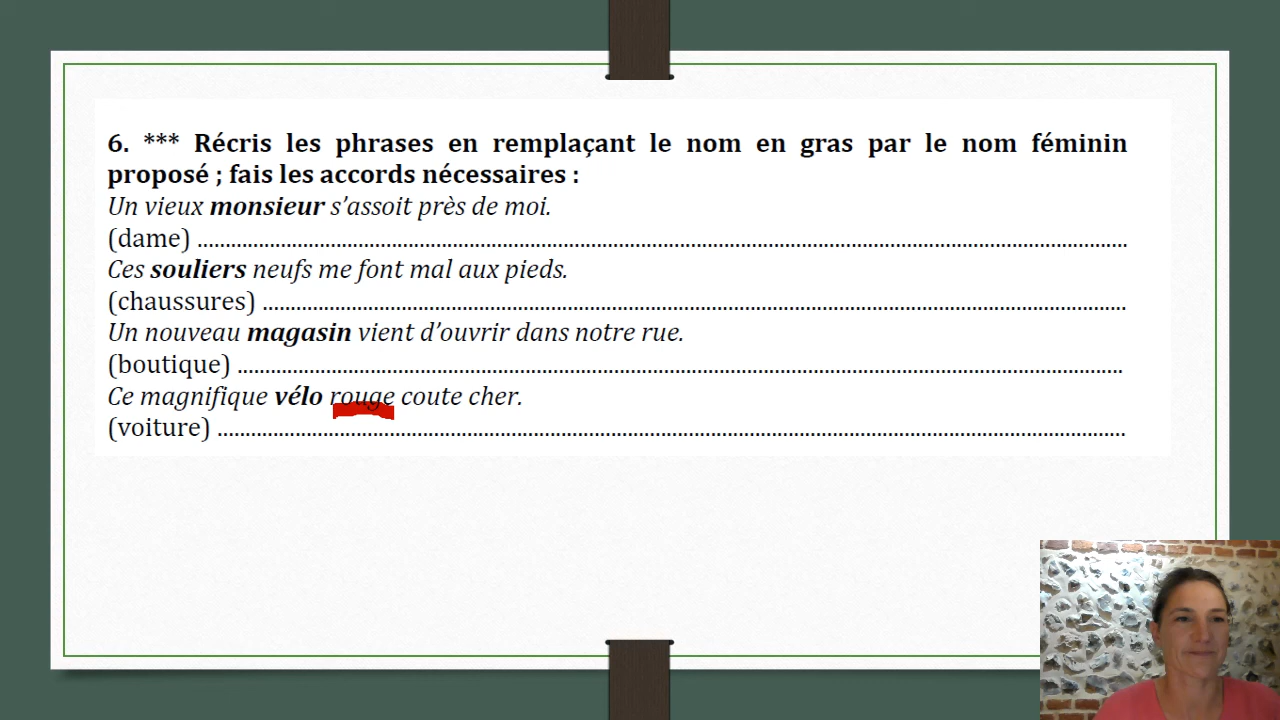 6. *** Récris les phrases en remplaçant le nom en gras par le nom féminin
proposé ; fais les accords nécessaires :
Un vieux monsieur s’assoit près de moi.
(dame) ...............................................................................................................................................
Ces souliers neufs me font mal aux pieds.
(chaussures) ...................................................................................................................................
Un nouveau magasin vient d’ouvrir dans notre rue.
(boutique) .......................................................................................................................................
Ce magnifique vélo rouge coute cher.
(voiture) ...........................................................................................................................................